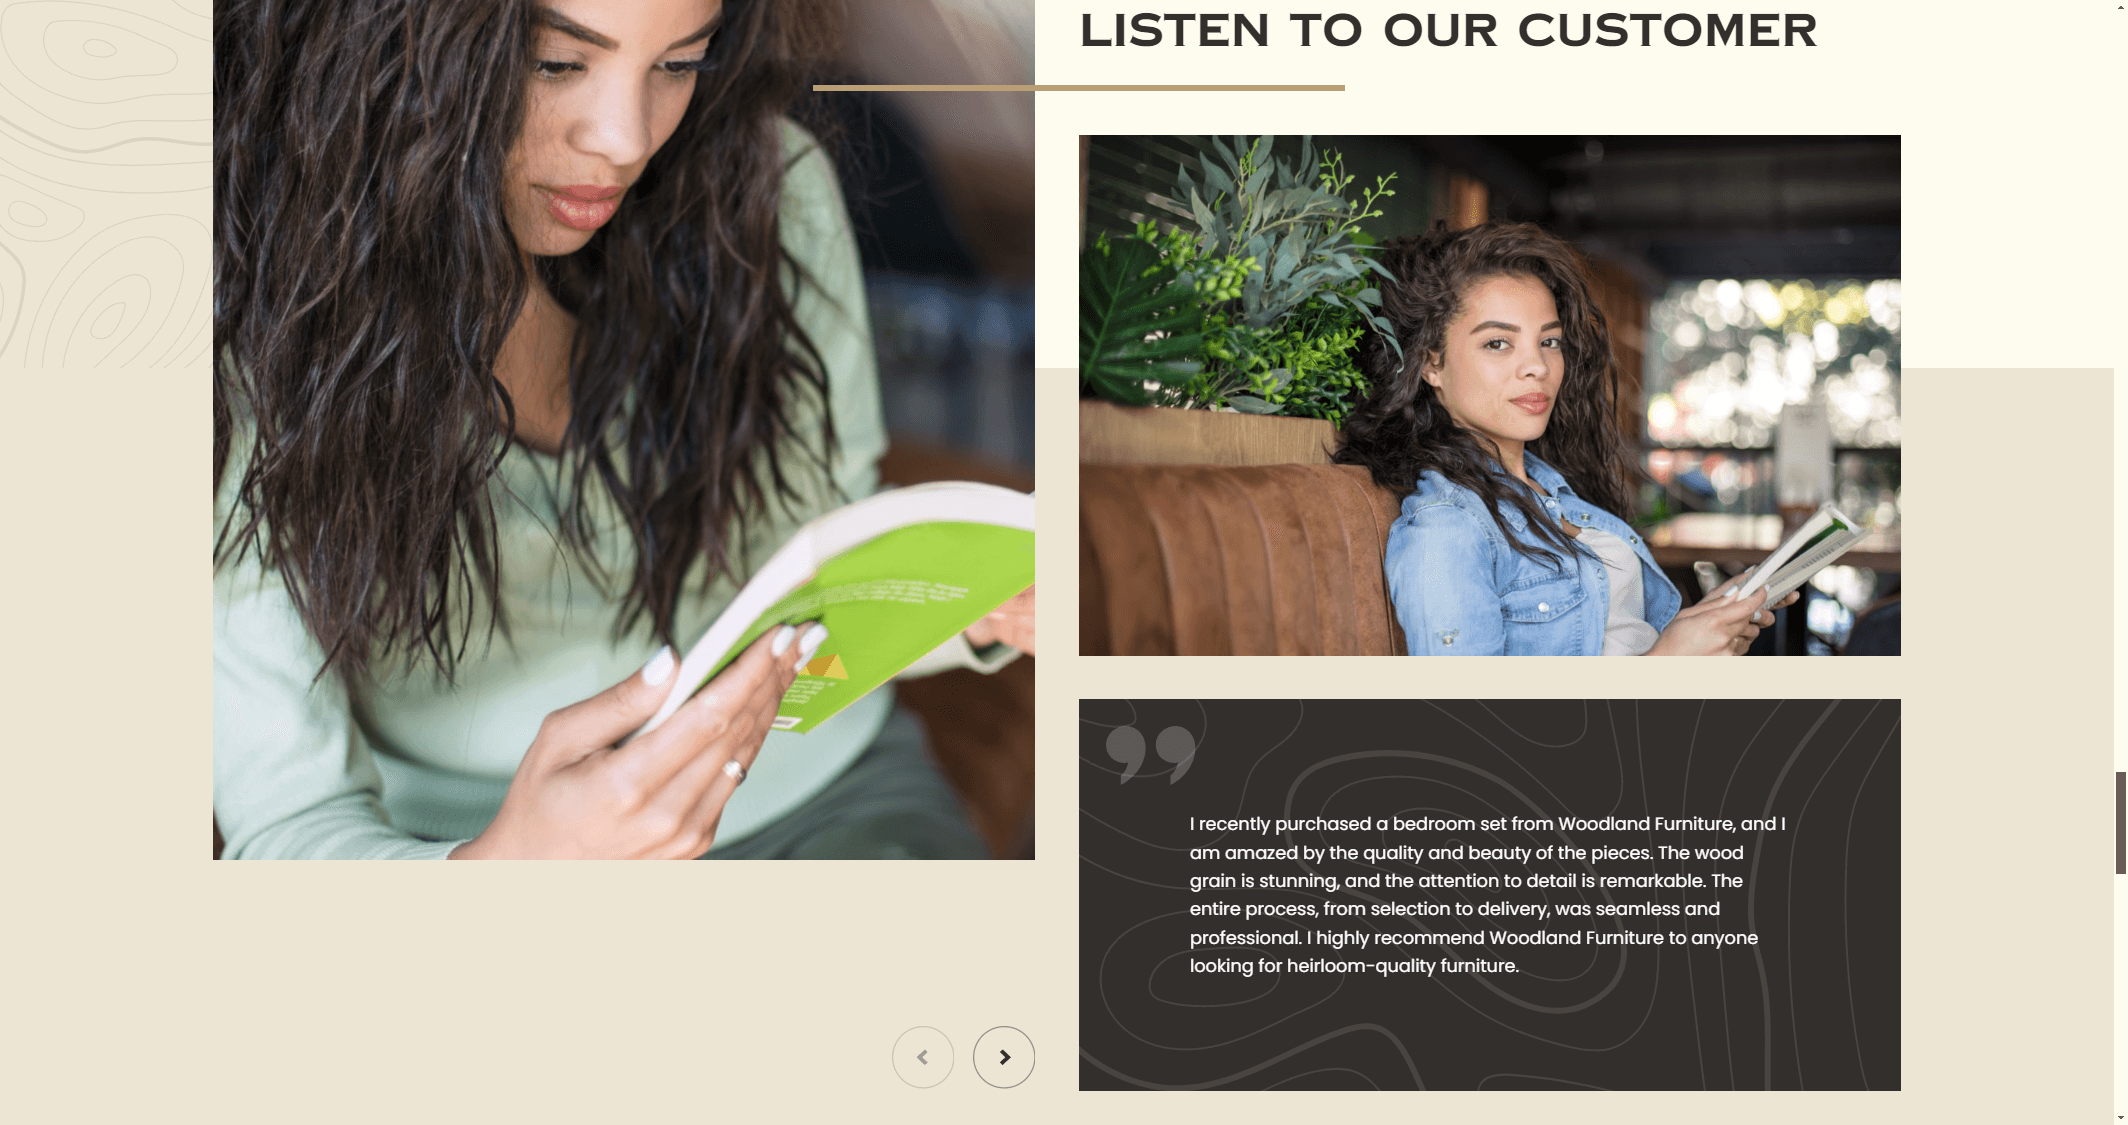 LISTEN TO OUR CUSTOMER
I recently purchased a bedroom set from Woodland Furniture, and I
am amazed by the quality and beauty of the pieces. The wood
grain is stunning, and the attention to detail is remarkable. The
entire process, from selection to delivery, was seamless and
professional. I highly recommend Woodland Furniture to anyone
looking for heirloom-quality furniture.